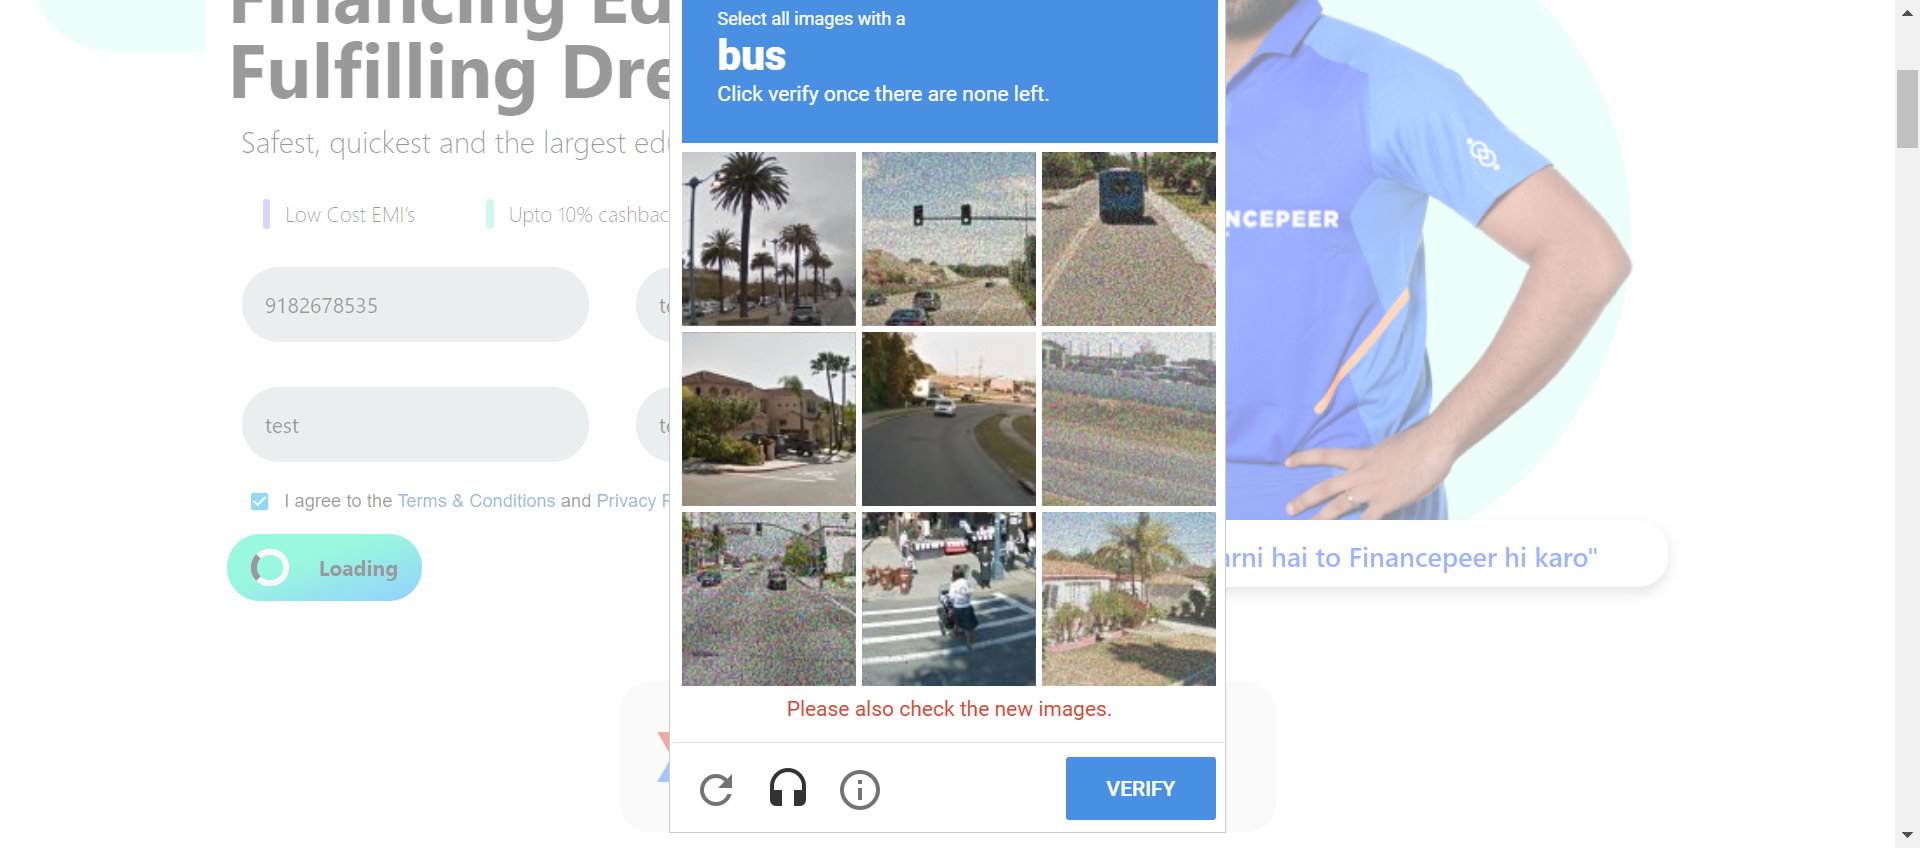 Financing Ed
Fulfilling Dre
Safest, quickest and the largest ed
Low Cost EMI's
Upto 10% cashbac
9182678535
te
test
te
I agree to the Terms & Conditions and Privacy P
Loading
Select all images with a
bus
Click verify once there are none left.
Please also check the new images.
VERIFY
NCEPEER
arni hai to Financepeer hi karo"